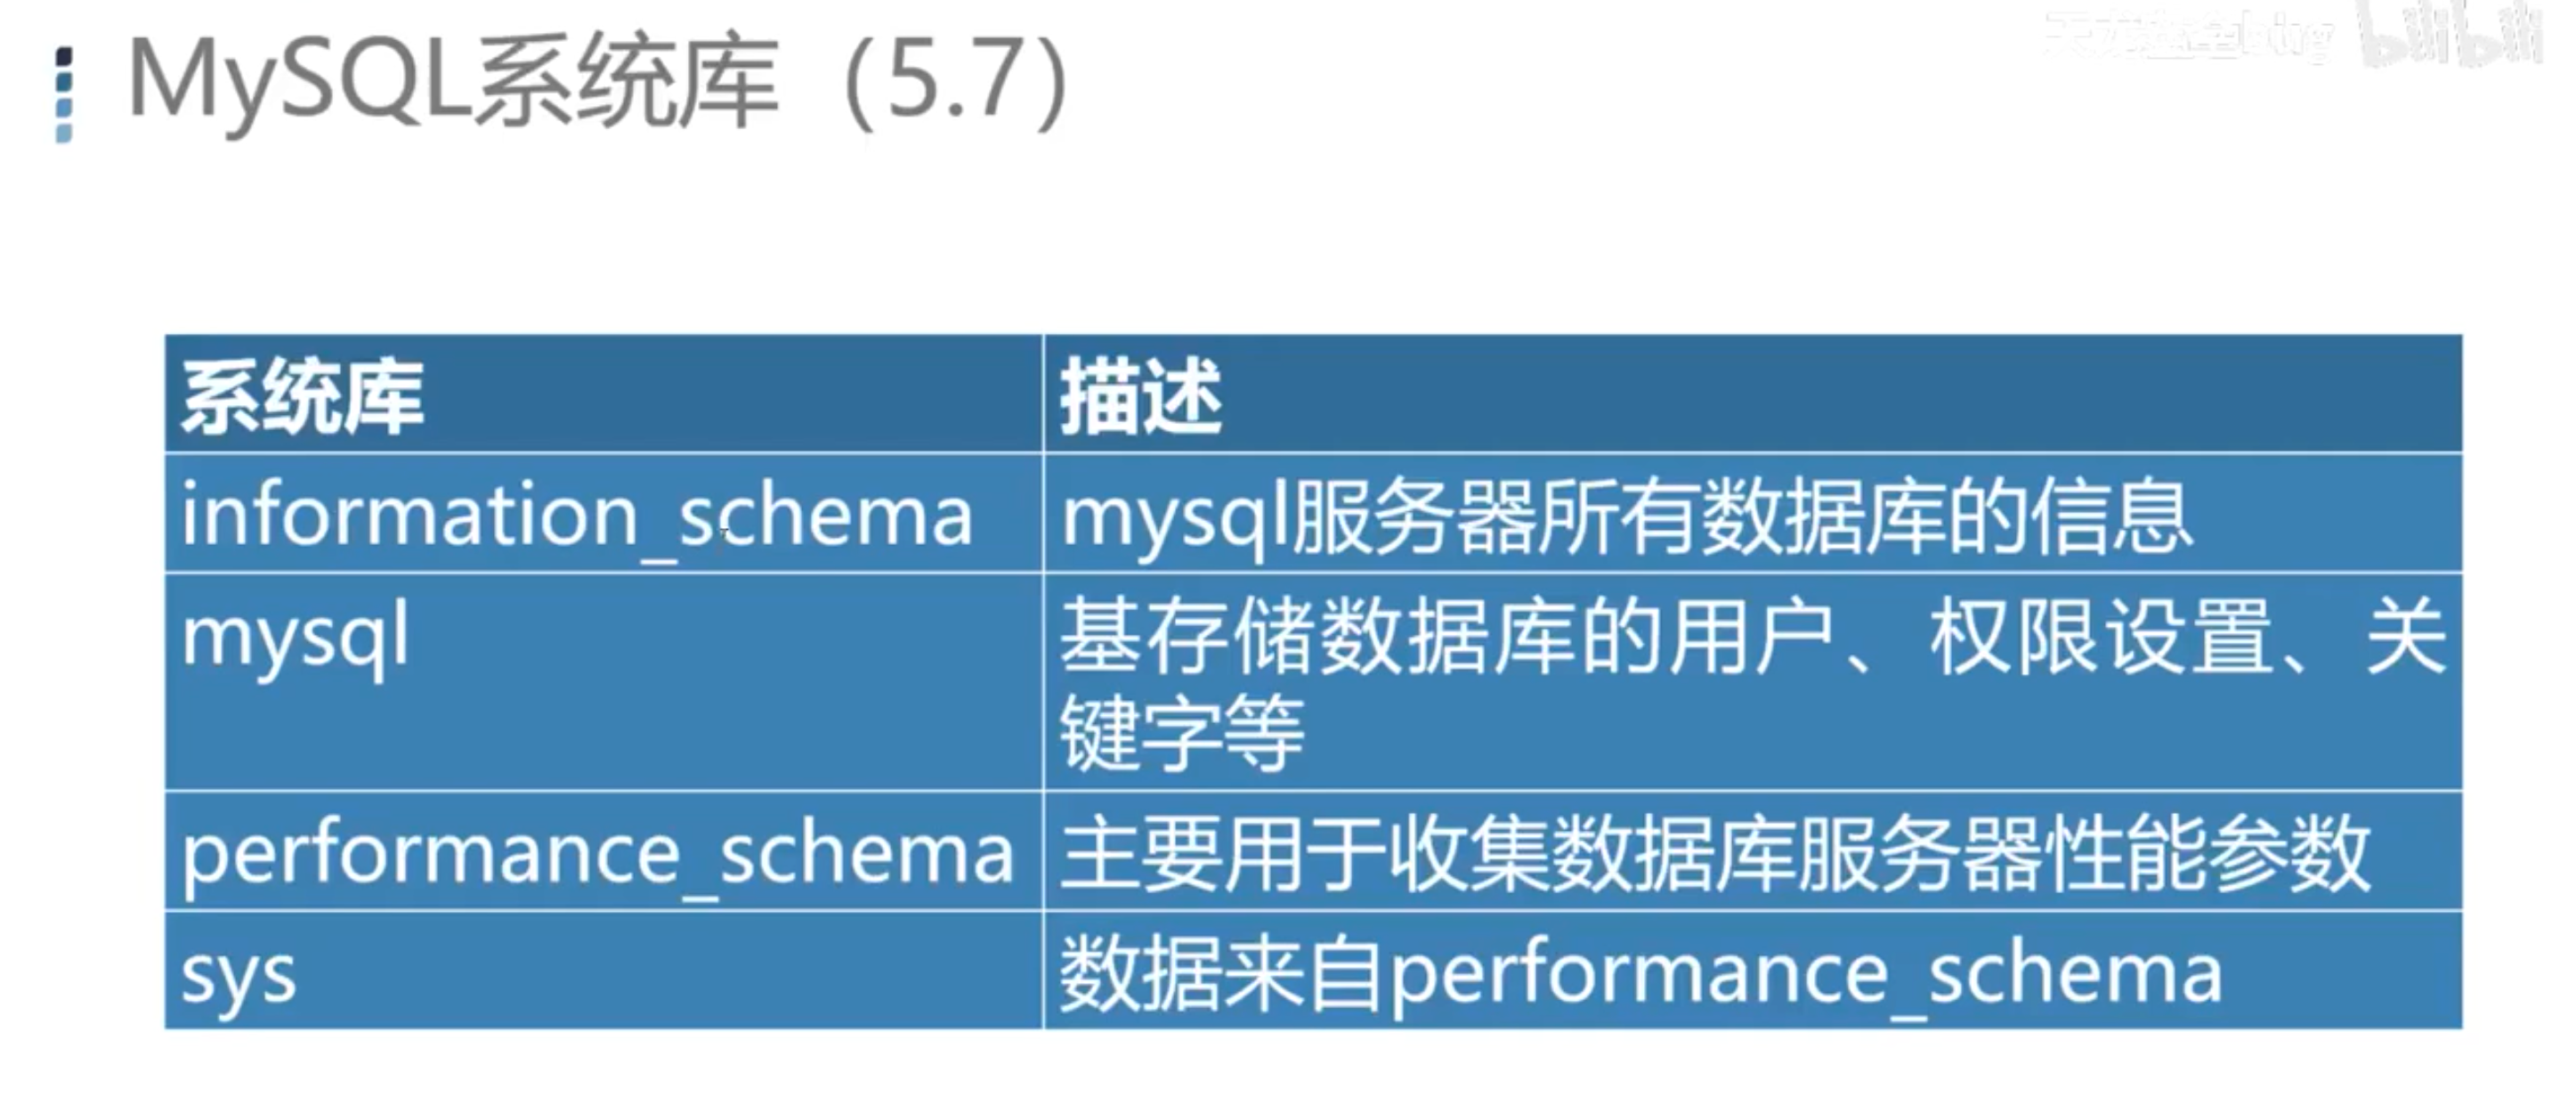 MySQL系统库（5.7）
bilibili
系统库
描述
information_schema
mysql服务器所有数据库的信息
mysql
基存储数据库的用户、权限设置、关
键字等
performance_schema
主要用于收集数据库服务器性能参数
sys
数据来自performance_schema